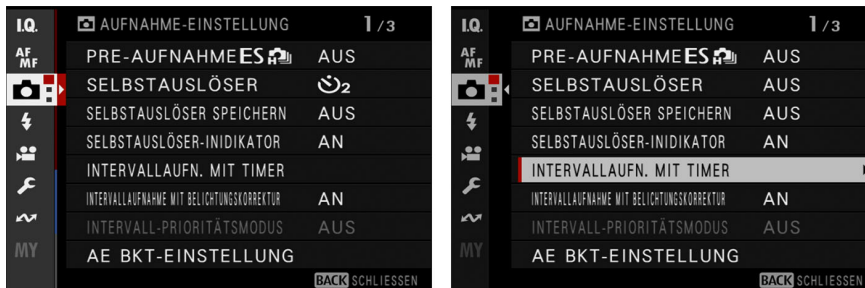 I.Q.
AUFNAHME-EINSTELLUNG 1/3
AF MF
PRE-AUFNAHME ES H AUS
SELBSTAUSLÖSER 2
SELBSTAUSLÖSER SPEICHERN AUS
SELBSTAUSLÖSER-INIDIKATOR AN
INTERVALLAUFN. MIT TIMER
INTERVALLAUFNAHME MIT BELICHTUNGSKORREKTUR AN
INTERVALL-PRIORITÄTSMODUS AUS
MY
AE BKT-EINSTELLUNG
BACK SCHLIESSEN
I.Q.
AUFNAHME-EINSTELLUNG 1/3
AF MF
PRE-AUFNAHME ES H AUS
SELBSTAUSLÖSER AUS
SELBSTAUSLÖSER SPEICHERN AUS
SELBSTAUSLÖSER-INIDIKATOR AN
INTERVALLAUFN. MIT TIMER
INTERVALLAUFNAHME MIT BELICHTUNGSKORREKTUR AN
INTERVALL-PRIORITÄTSMODUS AUS
MY
AE BKT-EINSTELLUNG
BACK SCHLIESSEN